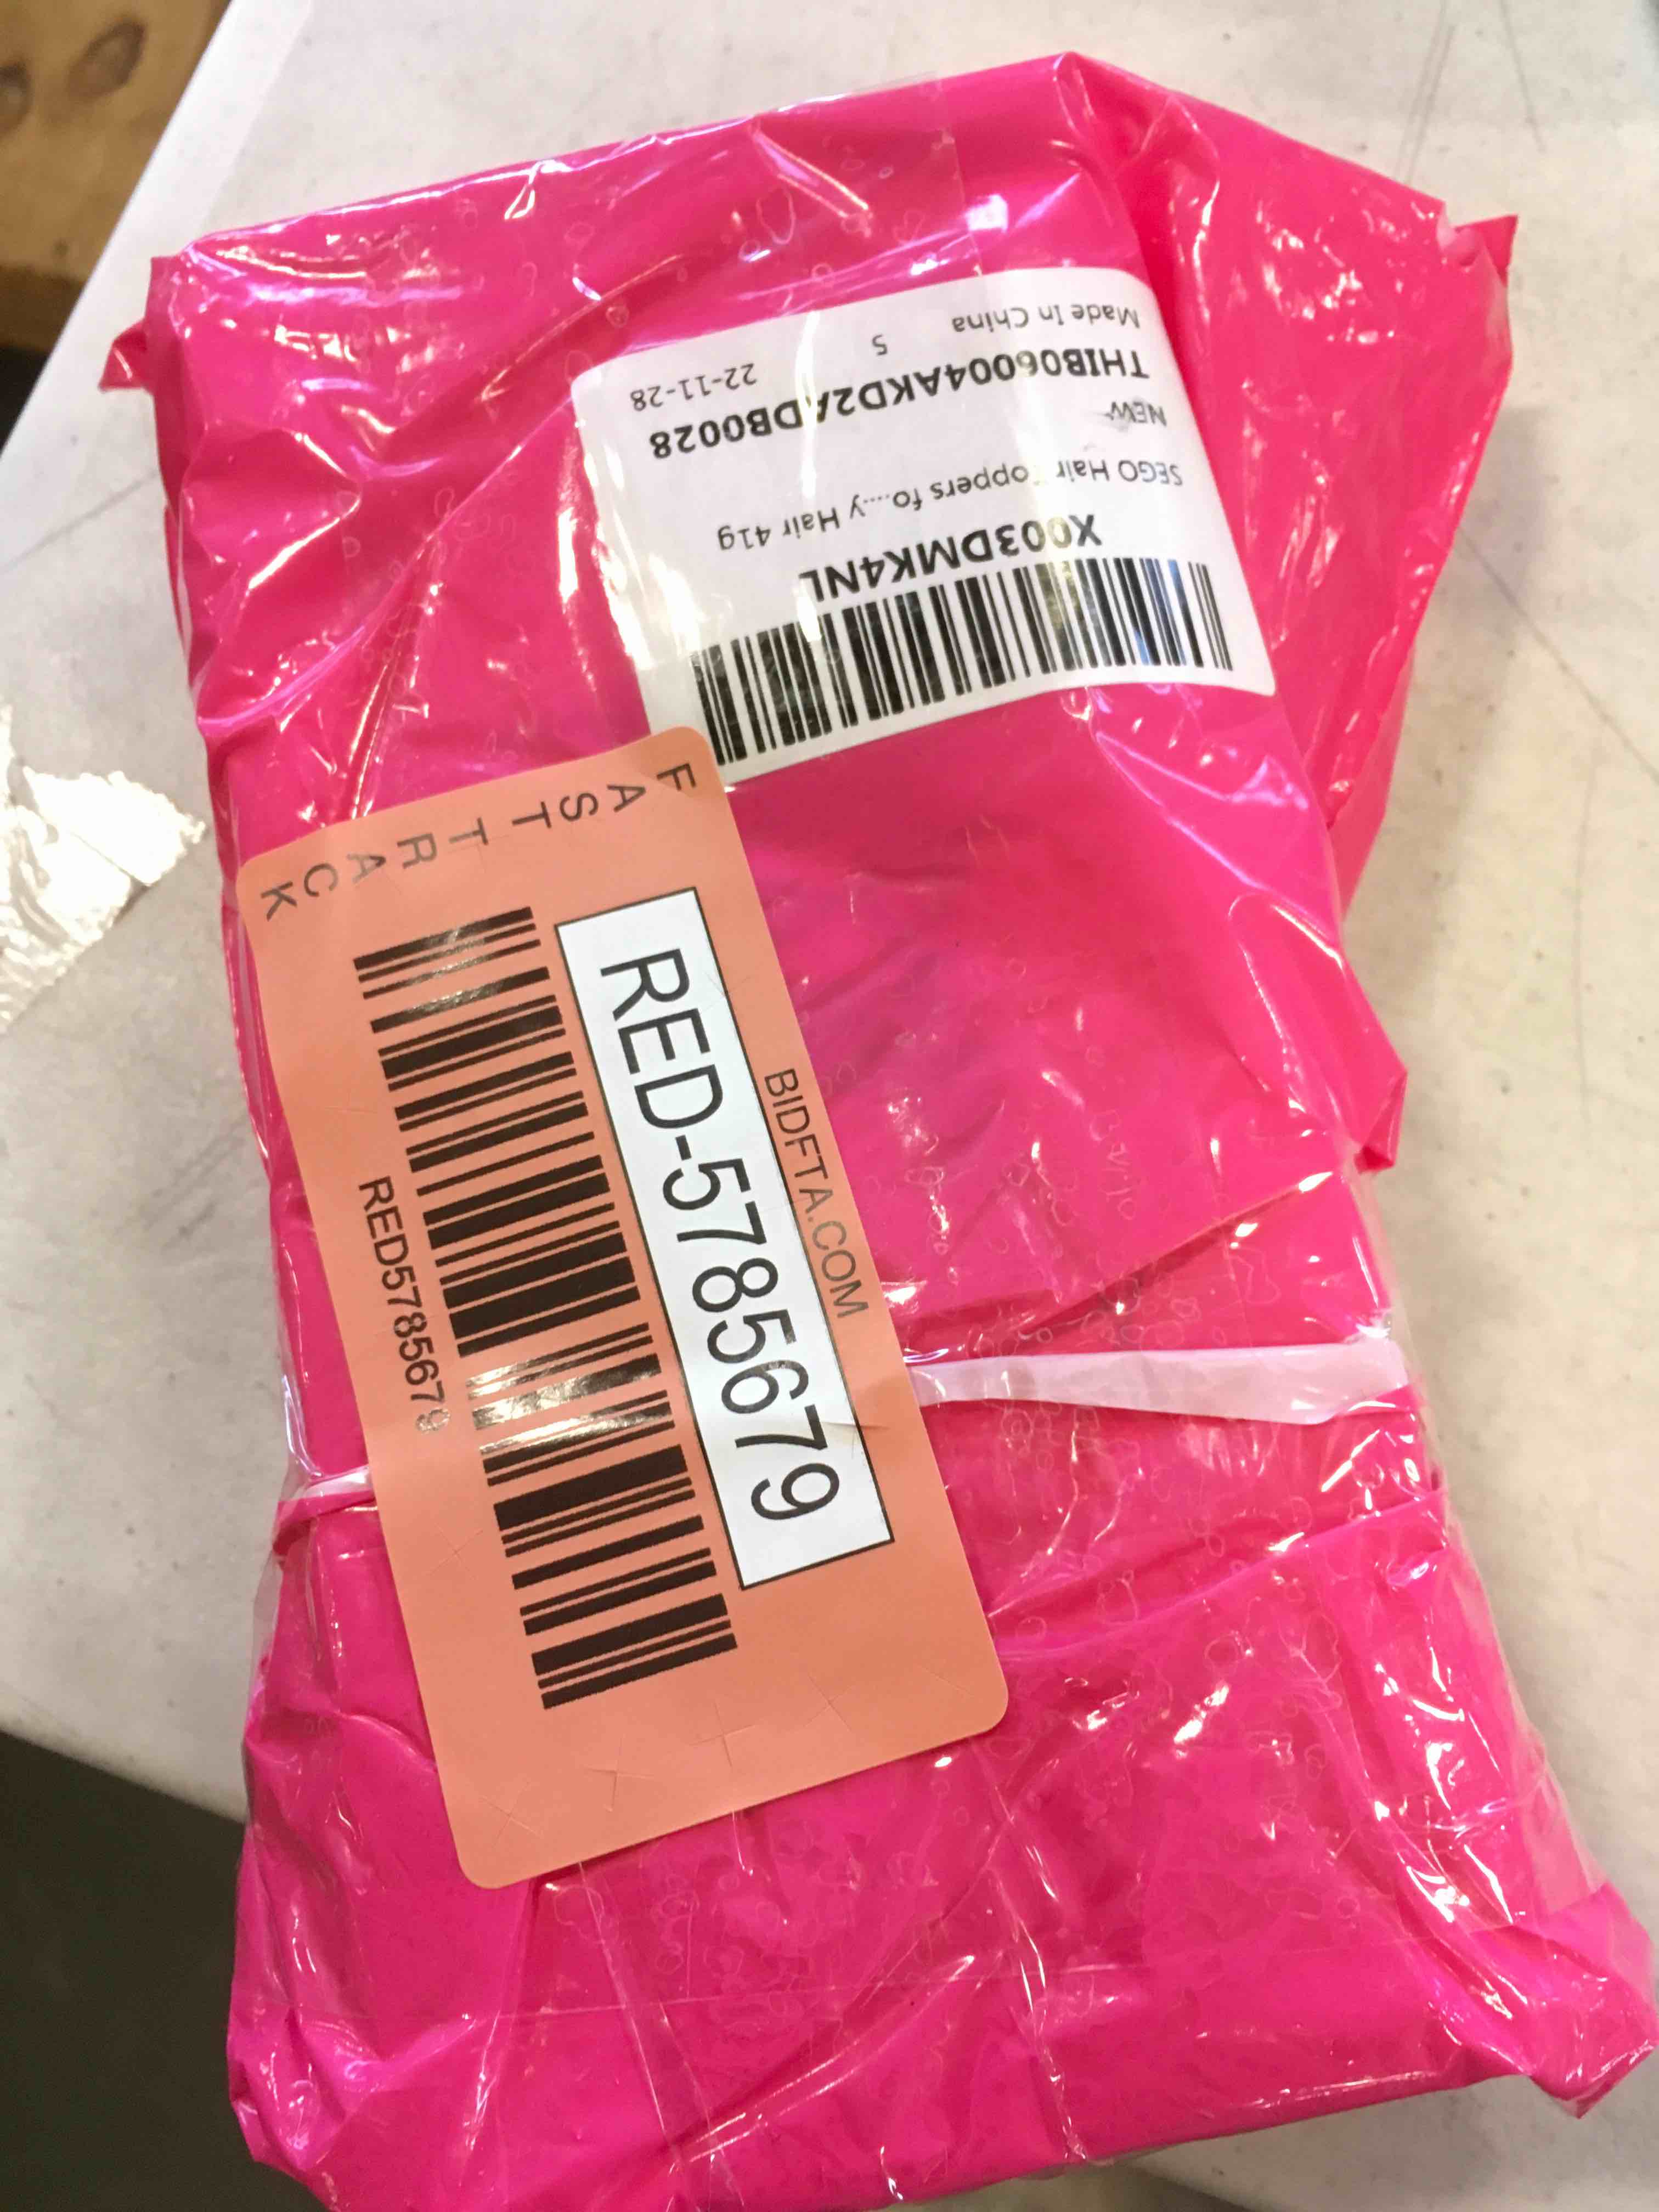 X003DMK4NL
SEGO Hair Toppers fo....y Hair 41g
NEW
THIB06004AKD2ADB0028
Made In China 5 22-11-28
FAST TRACK
BIDFTA.COM
RED-5785679
RED5785679